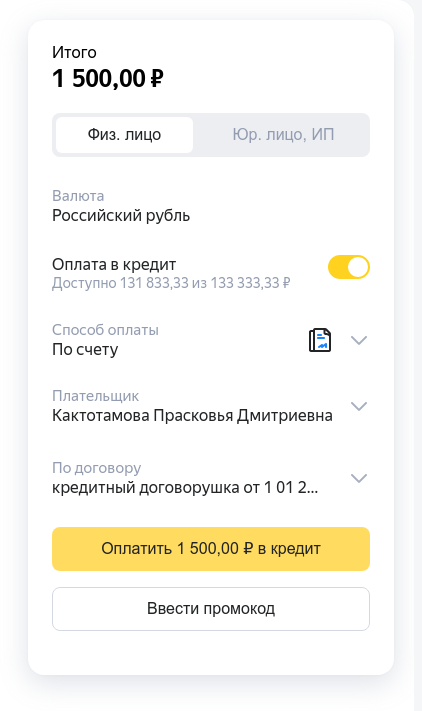 Итого
1 500,00 ₽
Физ. лицо
Юр. лицо, ИП
Валюта
Российский рубль
Оплата в кредит
Доступно 131 833,33 из 133 333,33 ₽
Способ оплаты
По счету
Плательщик
Кактотамова Прасковья Дмитриевна
По договору
кредитный договорушка от 1 01 2...
Оплатить 1 500,00 ₽ в кредит
Ввести промокод